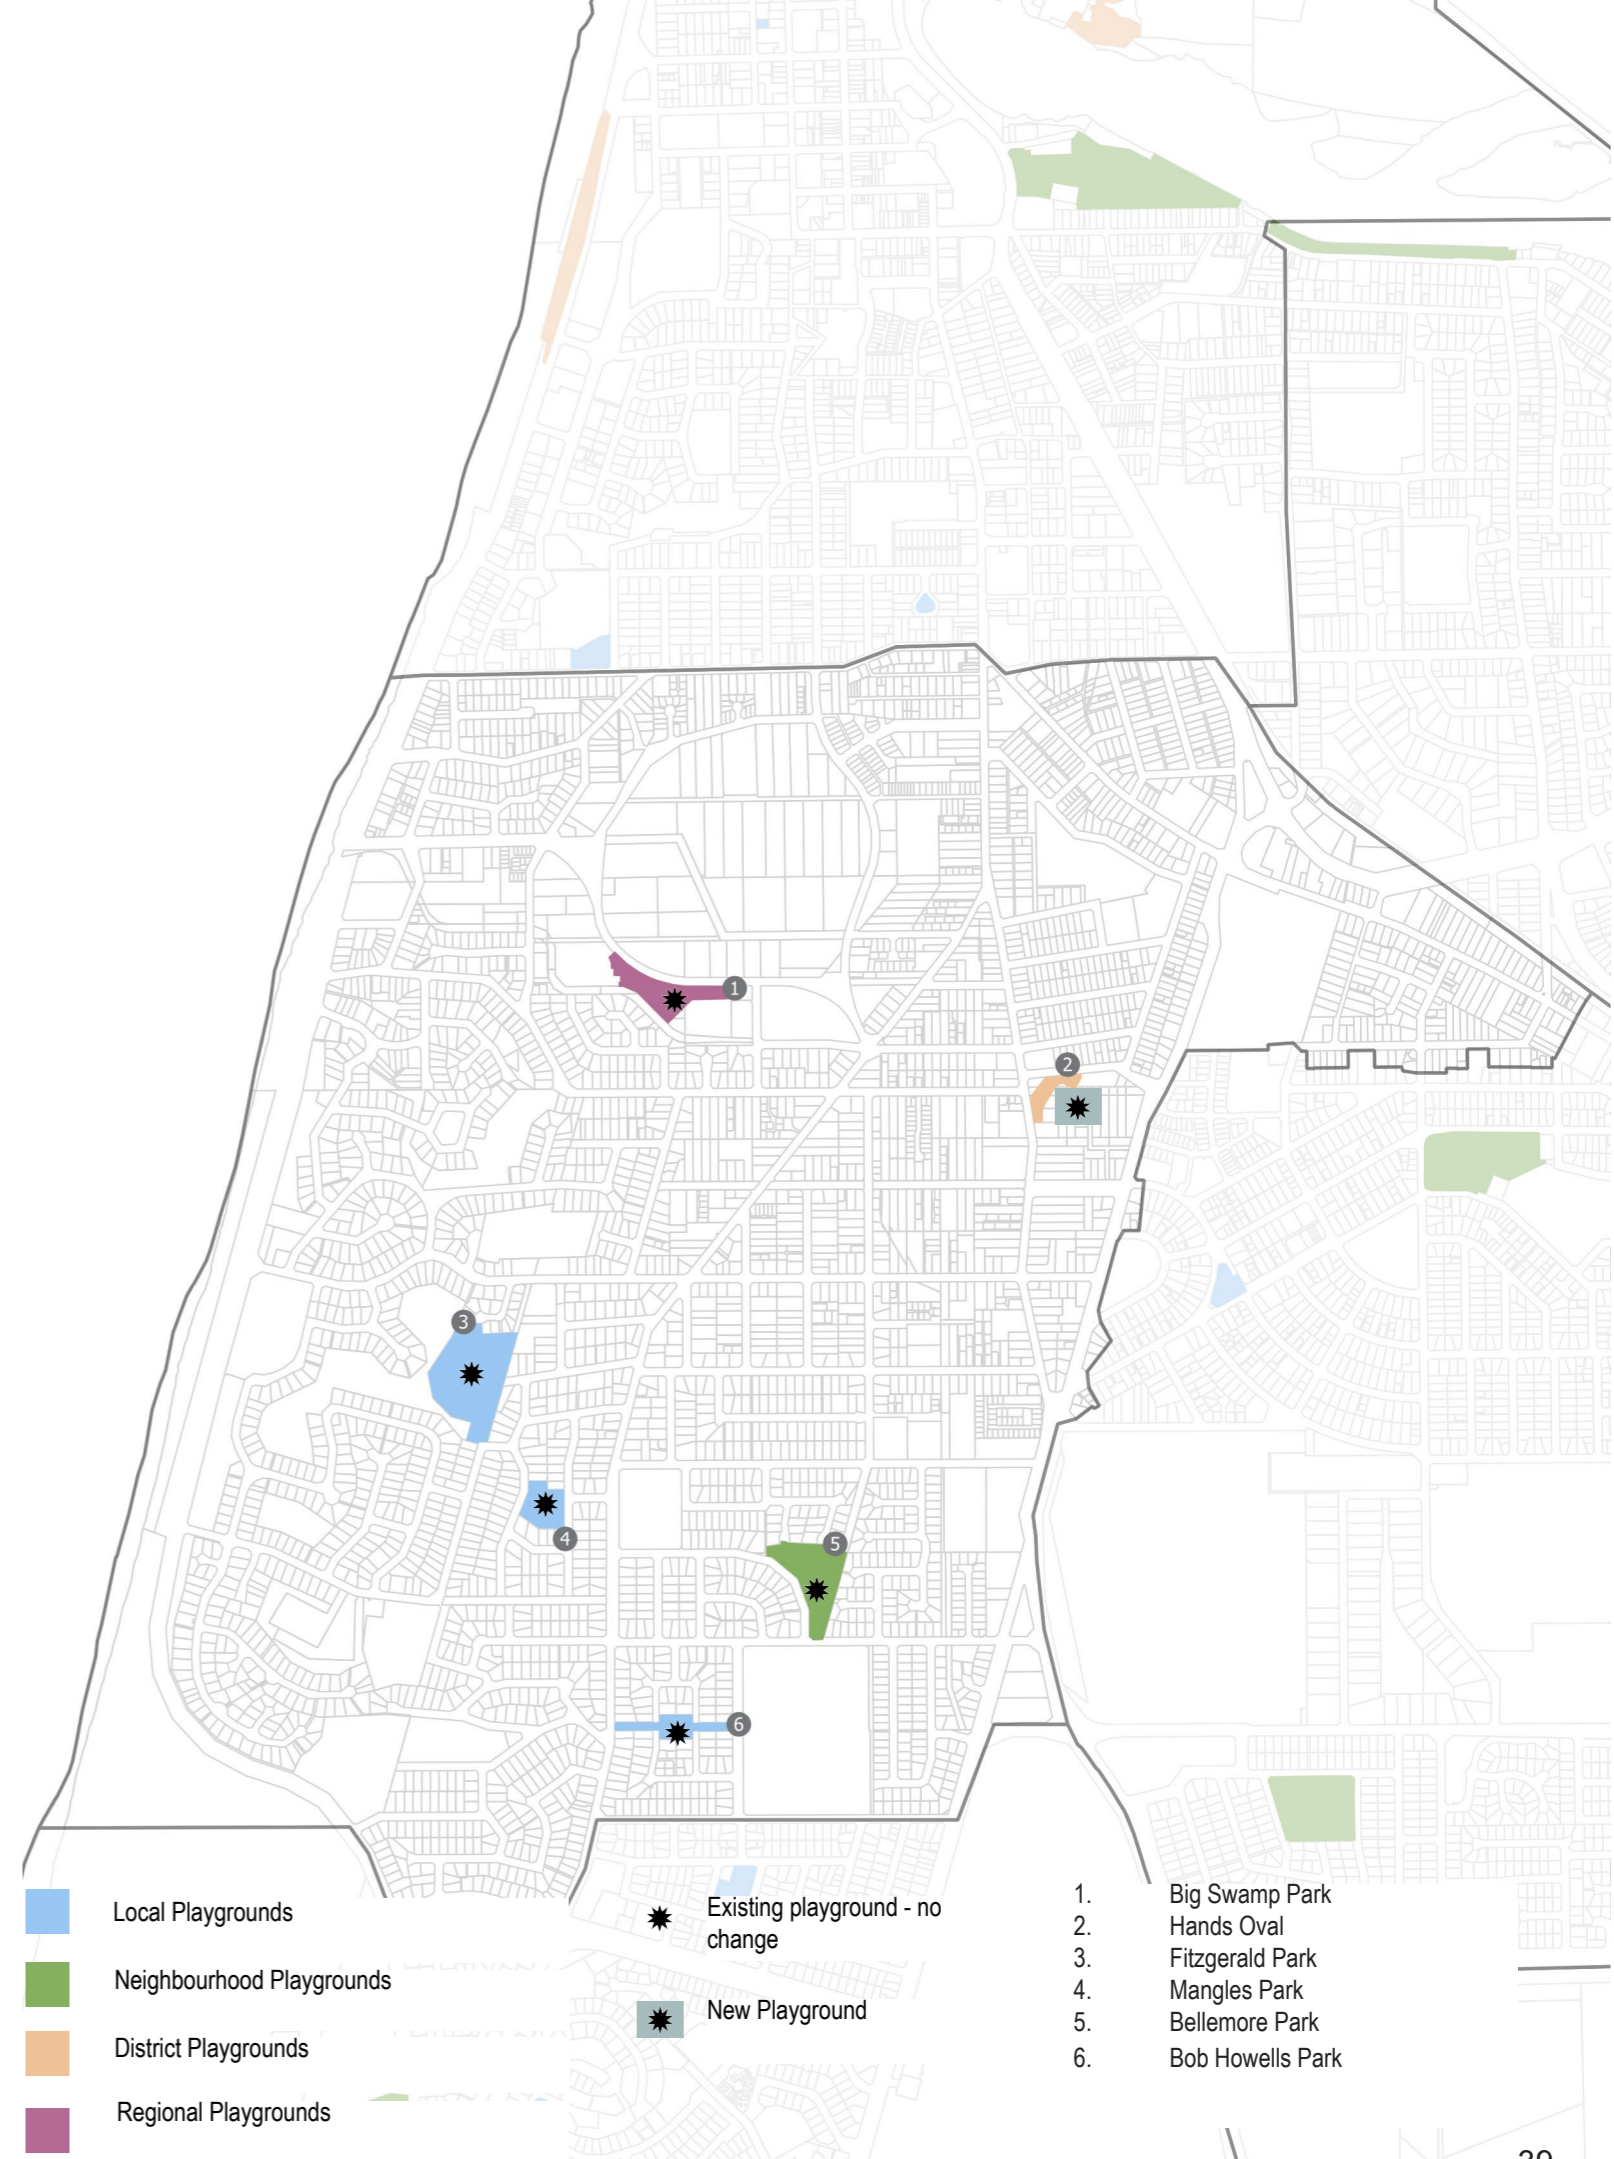 1
2
3
4
5
6
Local Playgrounds
Neighbourhood Playgrounds
District Playgrounds
Regional Playgrounds
Existing playground - no
change
New Playground
1. Big Swamp Park
2. Hands Oval
3. Fitzgerald Park
4. Mangles Park
5. Bellemore Park
6. Bob Howells Park